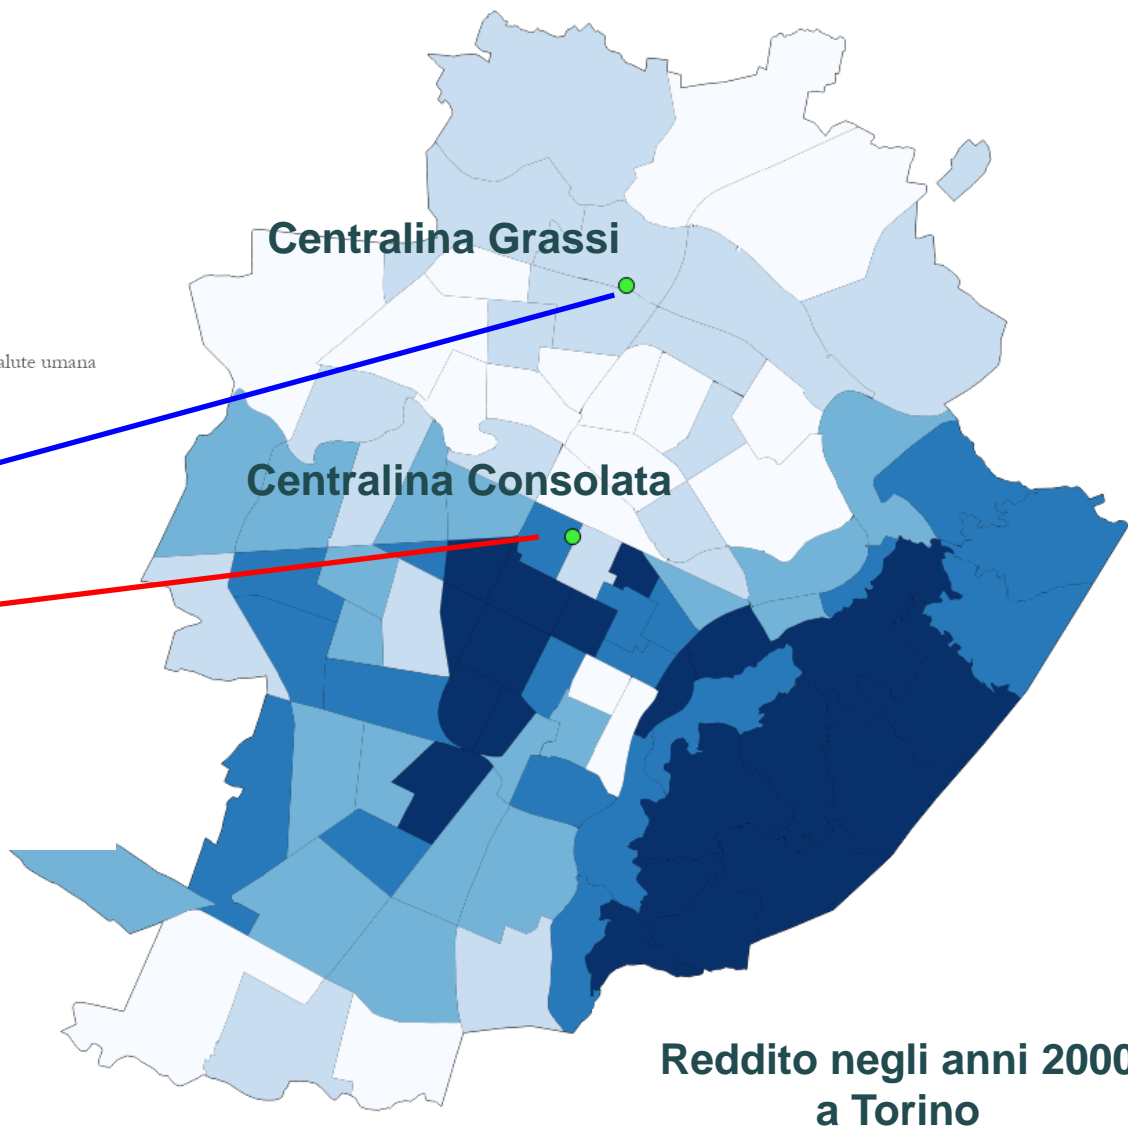 Centralina Grassi
alute umana
Centralina Consolata
Reddito negli anni 2000
a Torino